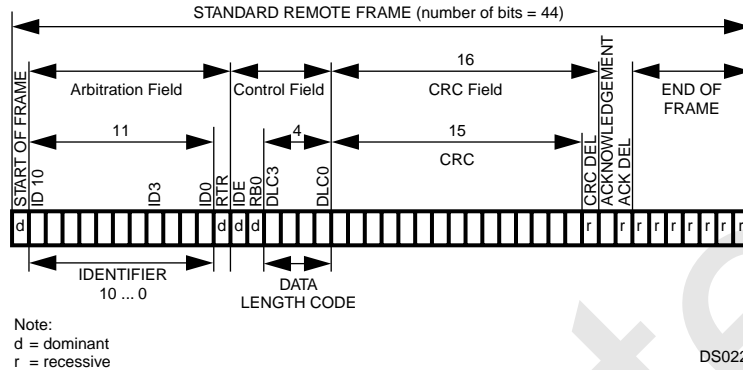 STANDARD REMOTE FRAME (number of bits = 44)
16
Arbitration Field
Control Field
CRC Field
END OF
FRAME
11
4
15
CRC
START OF FRAME
ID 10
ID3
ID0
RTR
IDE
RB0
DLC3
DLC0
CRC DEL
ACKNOWLEDGEMENT
ACK DEL
d d d d r r r r r r r r r
IDENTIFIER
10 ... 0
DATA
LENGTH CODE
Note:
d = dominant
r = recessive
DS022